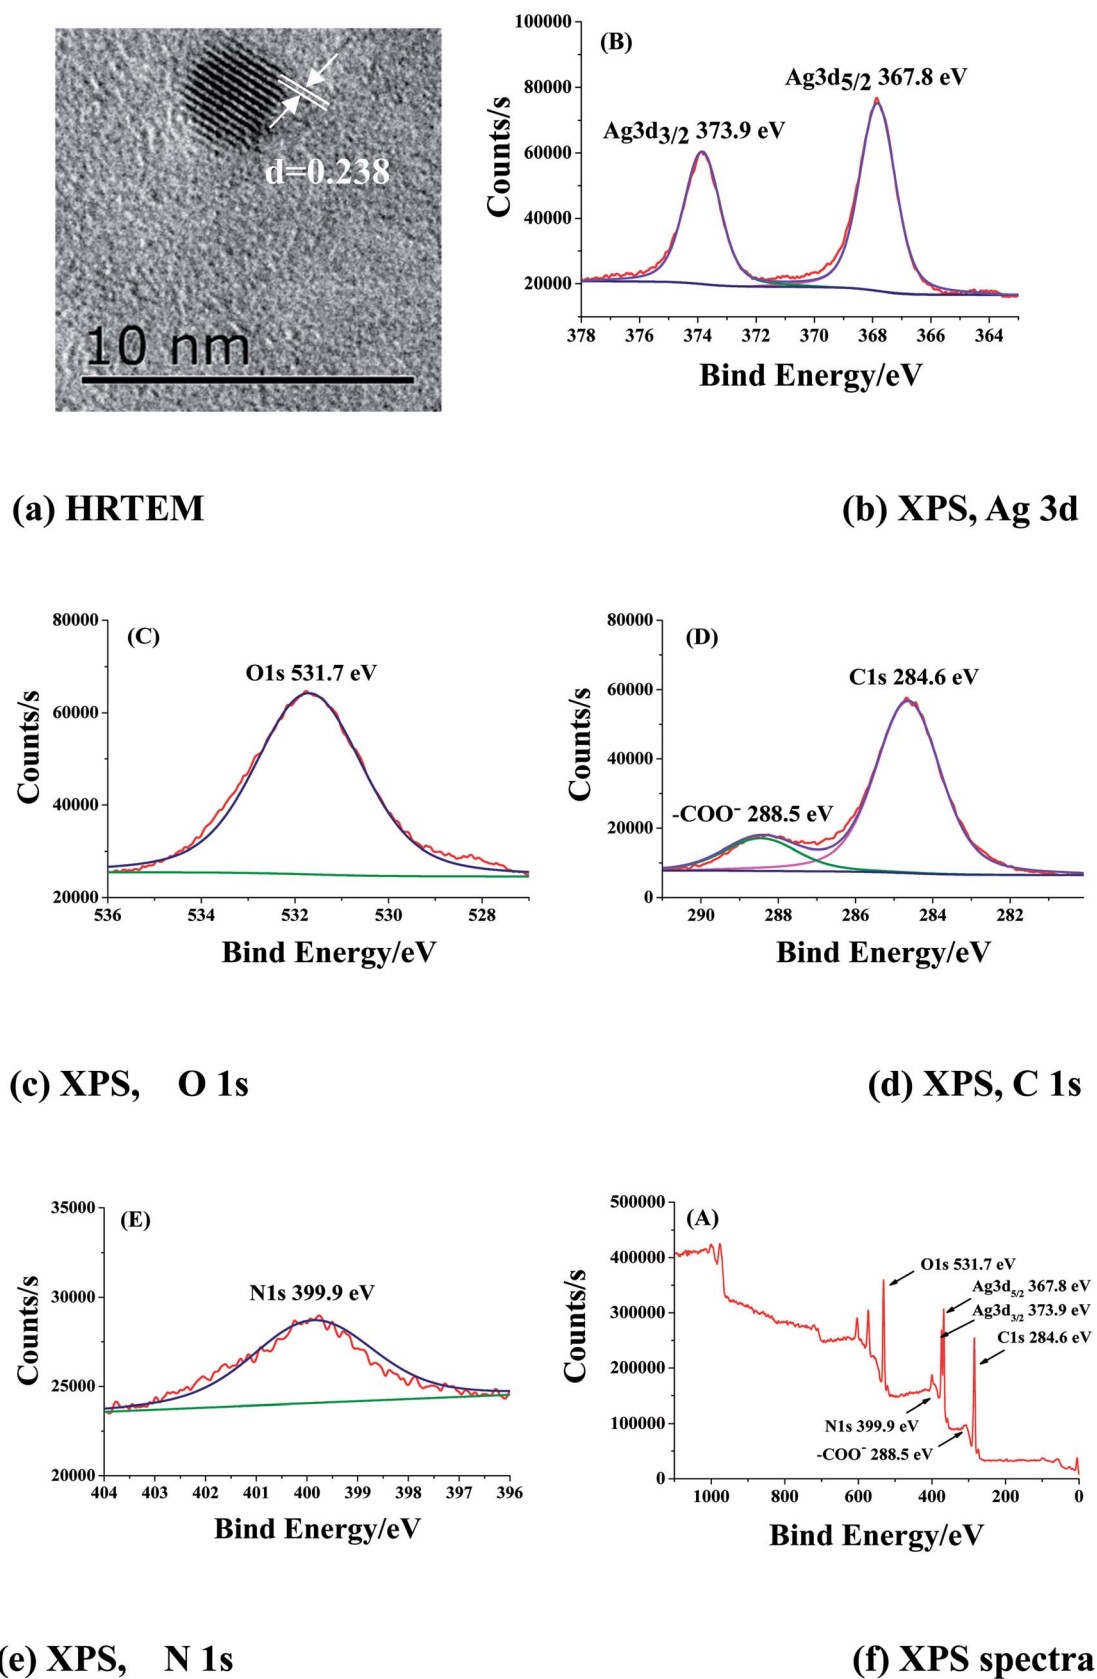 d=0.238
10 nm
(a) HRTEM
100000
80000
60000
40000
20000
Counts/s
(B)
Ag3d5/2 367.8 eV
Ag3d3/2 373.9 eV
378 376 374 372 370 368 366 364
Bind Energy/eV
(b) XPS, Ag 3d
80000
60000
40000
20000
Counts/s
(C)
O1s 531.7 eV
536 534 532 530 528
Bind Energy/eV
(c) XPS, O 1s
80000
60000
40000
20000
0
Counts/s
(D)
C1s 284.6 eV
-COO⁻ 288.5 eV
290 288 286 284 282
Bind Energy/eV
(d) XPS, C 1s
35000
30000
25000
20000
Counts/s
(E)
N1s 399.9 eV
404 403 402 401 400 399 398 397 396
Bind Energy/eV
(e) XPS, N 1s
500000
400000
300000
200000
100000
0
Counts/s
(A)
O1s 531.7 eV
Ag3d5/2 367.8 eV
Ag3d3/2 373.9 eV
C1s 284.6 eV
N1s 399.9 eV
-COO⁻ 288.5 eV
1000 800 600 400 200 0
Bind Energy/eV
(f) XPS spectra